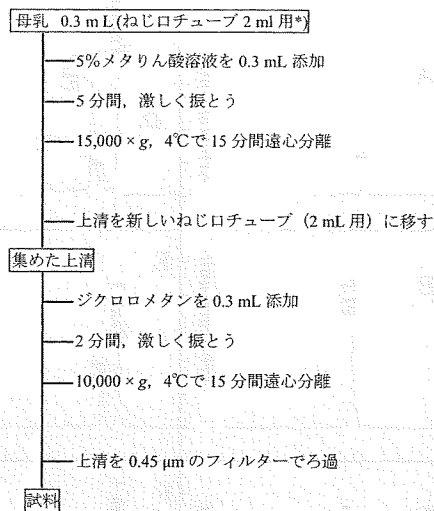 母乳 0.3 m L (ねじ口チューブ 2 ml 用*)
5%メタりん酸溶液を 0.3 mL 添加
5 分間，激しく振とう
15,000 × g，4℃で 15 分間遠心分離
上清を新しいねじ口チューブ（2 mL 用）に移す
集めた上清
ジクロロメタンを 0.3 mL 添加
2 分間，激しく振とう
10,000 × g，4℃で 15 分間遠心分離
上清を 0.45 μm のフィルターでろ過
試料